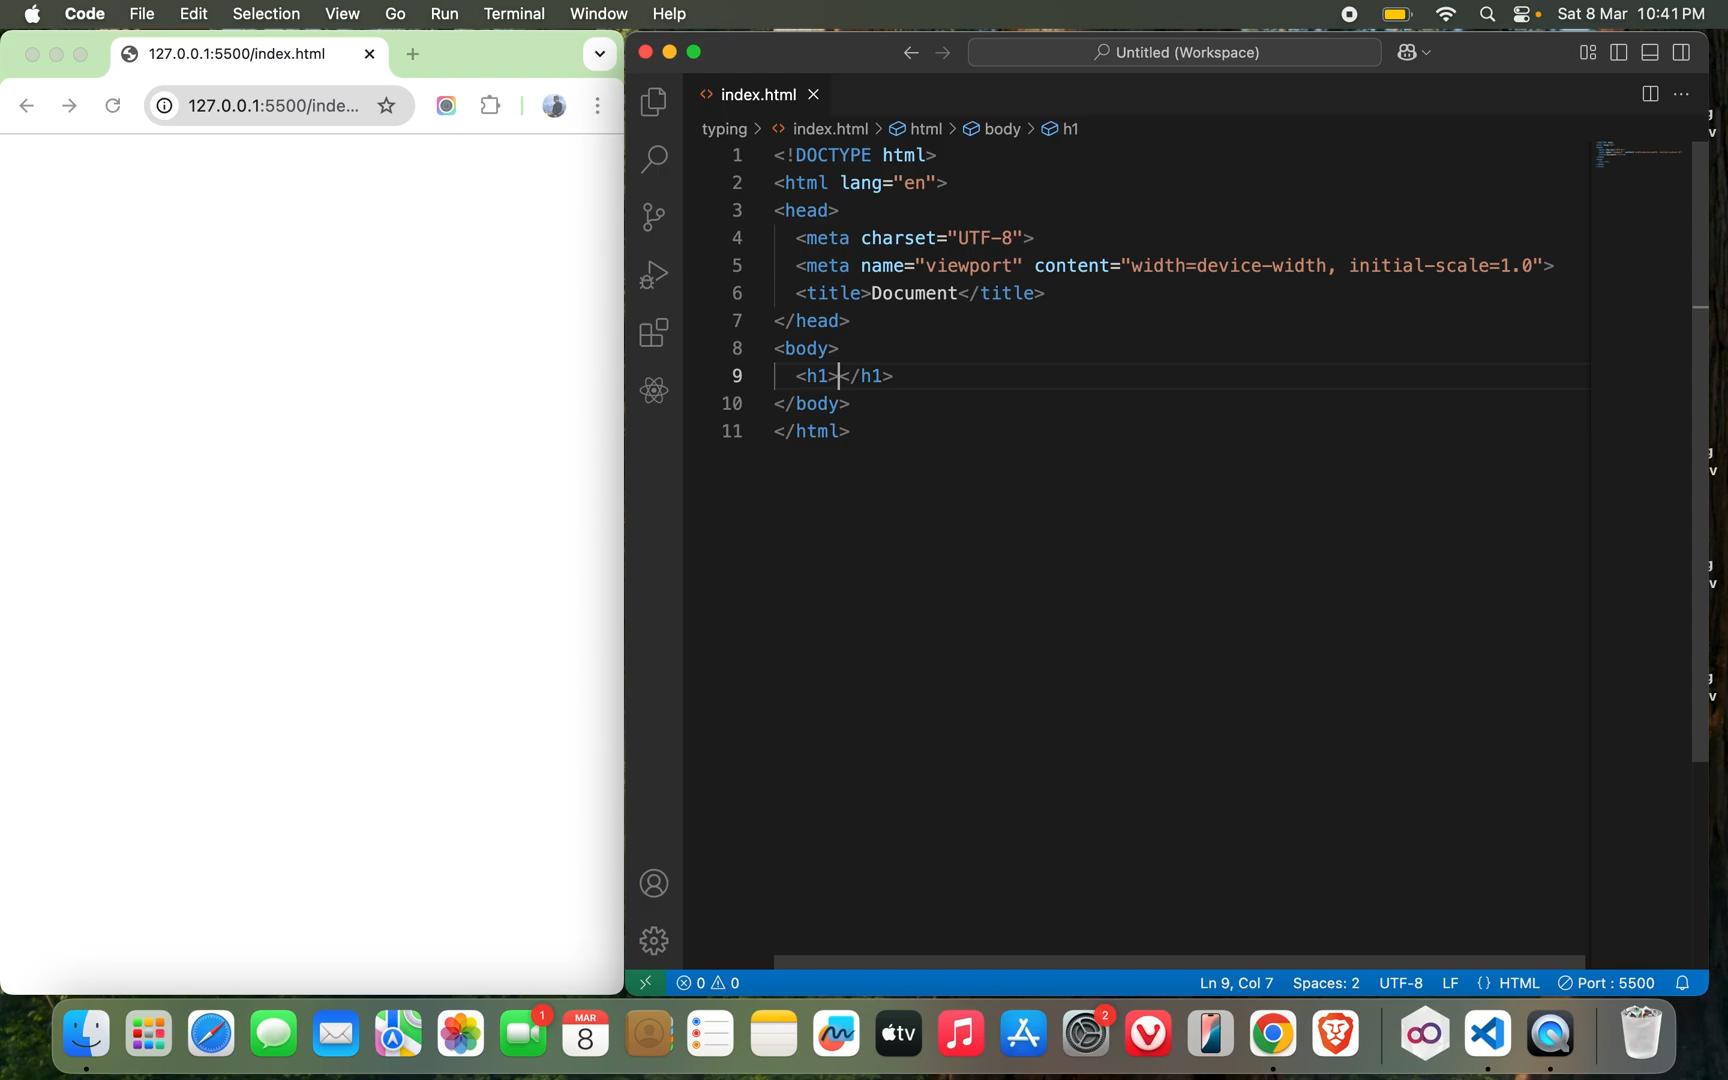 Code File Edit Selection View Go Run Terminal Window Help Sat 8 Mar 10:41 PM
127.0.0.1:5500/index.html
127.0.0.1:5500/inde...
Untitled (Workspace)
index.html
typing > index.html > html > body > h1
1 <!DOCTYPE html>
2 <html lang="en">
3 <head>
4 <meta charset="UTF-8">
5 <meta name="viewport" content="width=device-width, initial-scale=1.0">
6 <title>Document</title>
7 </head>
8 <body>
9 <h1></h1>
10 </body>
11 </html>
0 0 Ln 9, Col 7 Spaces: 2 UTF-8 LF {} HTML Port : 5500
1 MAR 8 tv 2